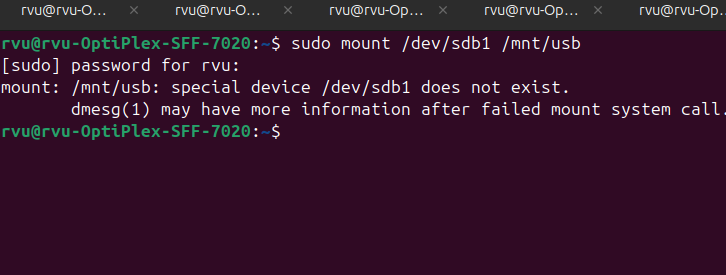 rvu@rvu-O... × rvu@rvu-O... × rvu@rvu-Op... × rvu@rvu-Op... × rvu@rvu-Op...
rvu@rvu-OptiPlex-SFF-7020:~$ sudo mount /dev/sdb1 /mnt/usb
[sudo] password for rvu:
mount: /mnt/usb: special device /dev/sdb1 does not exist.
dmesg(1) may have more information after failed mount system call.
rvu@rvu-OptiPlex-SFF-7020:~$